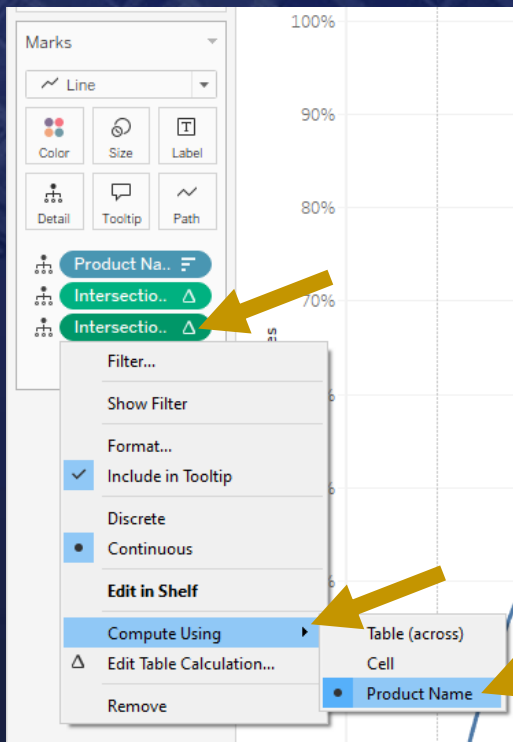 Marks
Line
Color
Size
Label
Detail
Tooltip
Path
Product Na..
Intersectio..
Intersectio..
Filter...
Show Filter
Format...
Include in Tooltip
Discrete
Continuous
Edit in Shelf
Compute Using
Edit Table Calculation...
Remove
Table (across)
Cell
Product Name
100%
90%
80%
70%
%
%
%
es